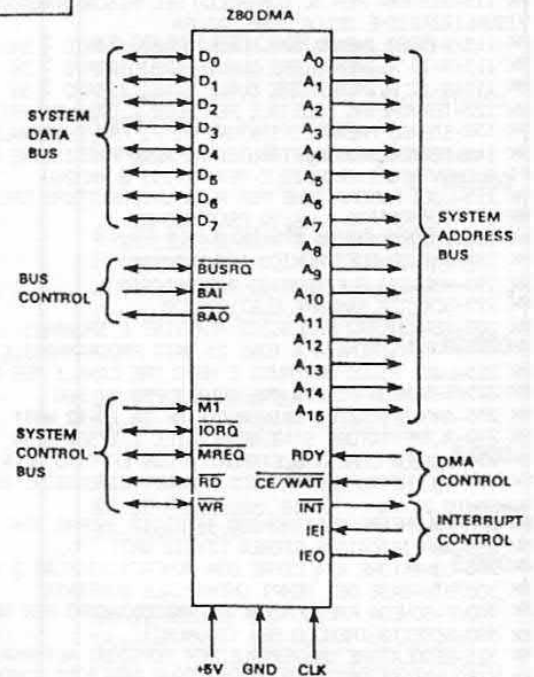 Z80 DMA
SYSTEM
DATA
BUS
D0
D1
D2
D3
D4
D5
D6
D7
BUS
CONTROL
BUSRQ
BAI
BAO
SYSTEM
CONTROL
BUS
M1
IORQ
MREQ
RD
WR
A0
A1
A2
A3
A4
A5
A6
A7
A8
A9
A10
A11
A12
A13
A14
A15
SYSTEM
ADDRESS
BUS
RDY
CE/WAIT
DMA
CONTROL
INT
IEI
IEO
INTERRUPT
CONTROL
+5V GND CLK